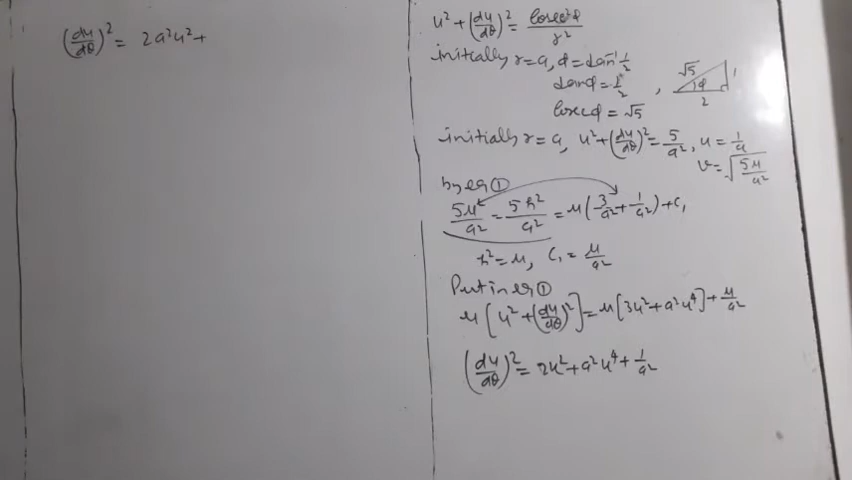 (du/dθ)² = 2a²u² +
u² + (du/dθ)² = cosec²ϕ/r²
initially r = a, ϕ = tan⁻¹ 1/2
tanϕ = 1/2, √5 ϕ 1 2
cosecϕ = √5
initially r = a, u² + (du/dθ)² = 5/a², u = 1/a
v = √(5μ/a²)
by eq ①
5μ/a² = 5h²/a² = μ(3/a² + 1/a²) + C₁
h² = μ, C₁ = μ/a²
Put in eq ①
μ[u² + (du/dθ)²] = μ[3u² + a²u⁴] + μ/a²
(du/dθ)² = 2u² + a²u⁴ + 1/a²